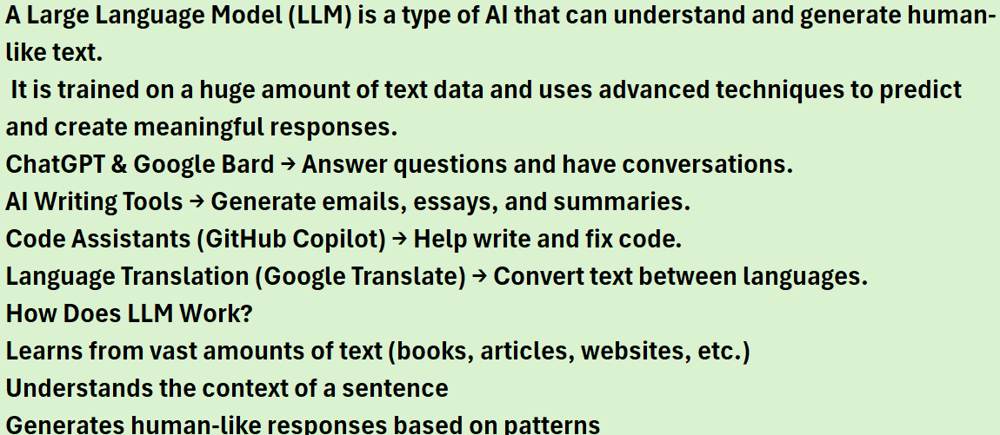 A Large Language Model (LLM) is a type of AI that can understand and generate human-
like text.
It is trained on a huge amount of text data and uses advanced techniques to predict
and create meaningful responses.
ChatGPT & Google Bard → Answer questions and have conversations.
AI Writing Tools → Generate emails, essays, and summaries.
Code Assistants (GitHub Copilot) → Help write and fix code.
Language Translation (Google Translate) → Convert text between languages.
How Does LLM Work?
Learns from vast amounts of text (books, articles, websites, etc.)
Understands the context of a sentence
Generates human-like responses based on patterns